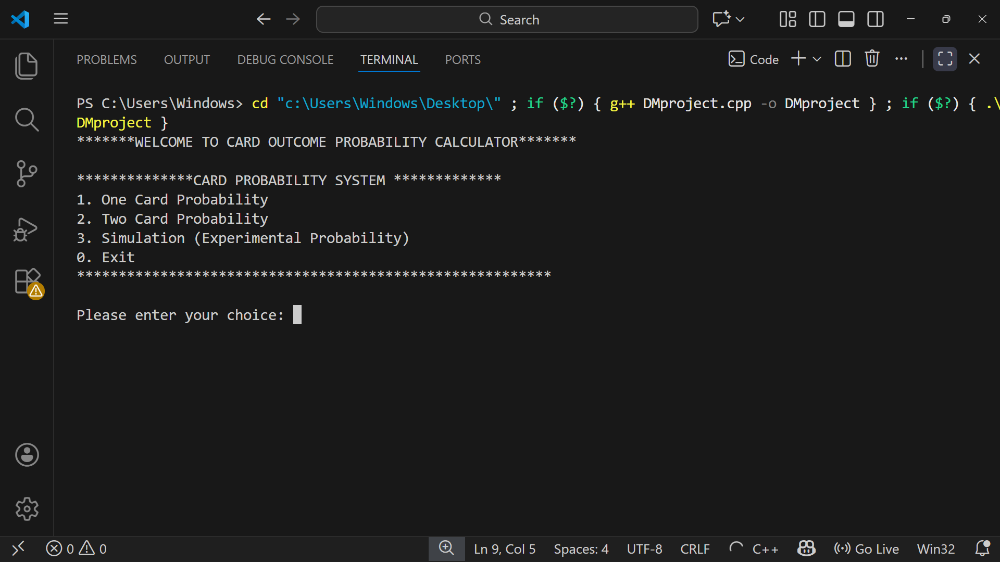 Search
PROBLEMS OUTPUT DEBUG CONSOLE TERMINAL PORTS Code
PS C:\Users\Windows> cd "c:\Users\Windows\Desktop\" ; if ($?) { g++ DMproject.cpp -o DMproject } ; if ($?) { .\
DMproject }
*******WELCOME TO CARD OUTCOME PROBABILITY CALCULATOR*******
**************CARD PROBABILITY SYSTEM *************
1. One Card Probability
2. Two Card Probability
3. Simulation (Experimental Probability)
0. Exit
*********************************************************
Please enter your choice:
0 0 Ln 9, Col 5 Spaces: 4 UTF-8 CRLF C++ Go Live Win32